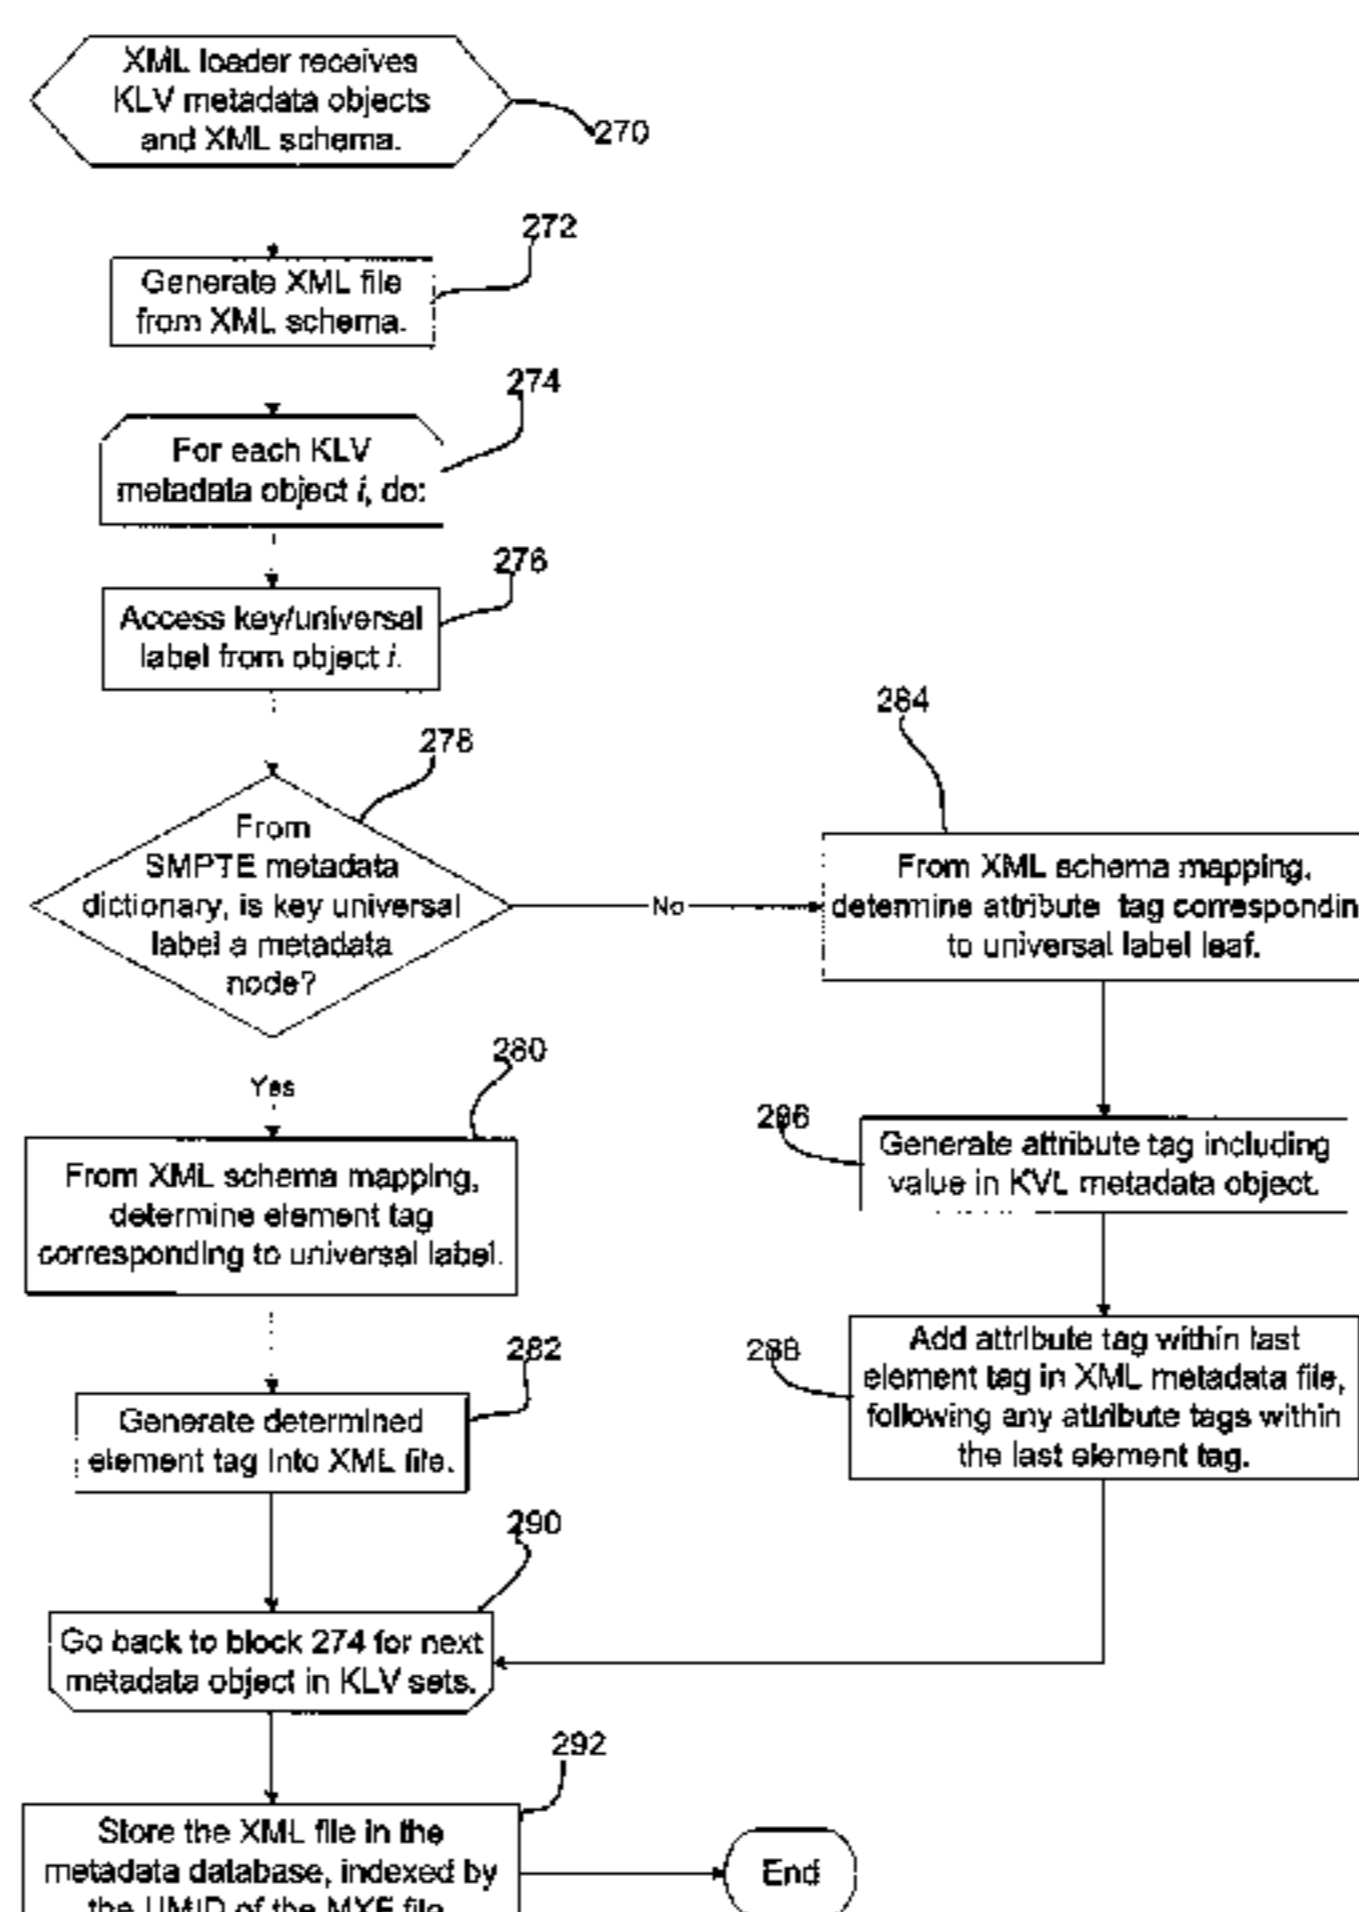 XML loader receives
KLV metadata objects
and XML schema.
270
272
Generate XML file
from XML schema.
274
For each KLV
metadata object i, do:
276
Access key/universal
label from object i.
278
From
SMPTE metadata
dictionary, is key universal
label a metadata
node?
No
284
From XML schema mapping,
determine attribute tag correspondin
to universal label leaf.
Yes
280
From XML schema mapping,
determine element tag
corresponding to universal label.
286
Generate attribute tag including
value in KVL metadata object.
282
Generate determined
element tag into XML file.
288
Add attribute tag within last
element tag in XML metadata file,
following any attribute tags within
the last element tag.
290
Go back to block 274 for next
metadata object in KLV sets.
292
Store the XML file in the
metadata database, indexed by
the UMID of the MXF file
End